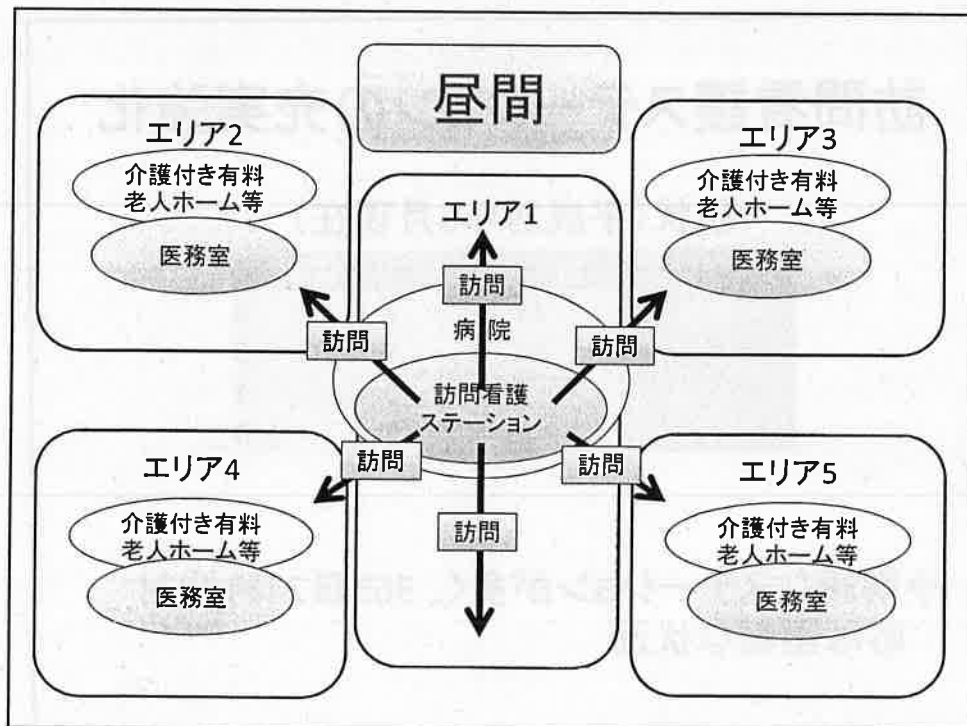 昼間
エリア2
介護付き有料
老人ホーム等
医務室
エリア1
訪問
病院
訪問看護
ステーション
訪問
訪問
訪問
訪問
訪問
エリア3
介護付き有料
老人ホーム等
医務室
エリア4
介護付き有料
老人ホーム等
医務室
エリア5
介護付き有料
老人ホーム等
医務室